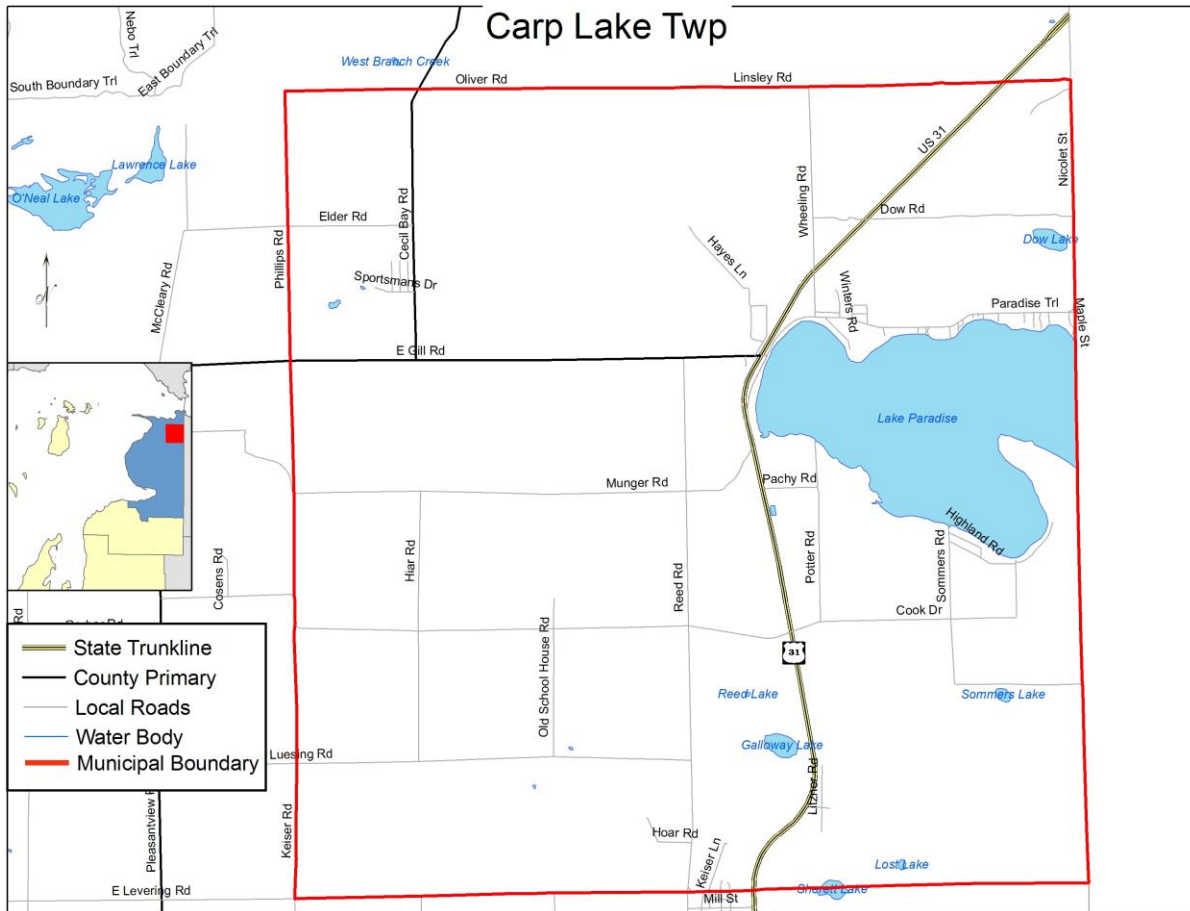 Carp Lake Twp
Nebo Trl
East Boundary Trl
South Boundary Trl
West Branch Creek
Oliver Rd
Linsley Rd
US 31
Nicolet St
Lawrence Lake
O'Neal Lake
Elder Rd
Cecil Bay Rd
Phillips Rd
McCleary Rd
Sportsmans Dr
Hayes Ln
Wheeling Rd
Dow Rd
Dow Lake
Winters Rd
Paradise Trl
Maple St
E Gill Rd
Lake Paradise
Munger Rd
Pachy Rd
Highland Rd
Hiar Rd
Cosens Rd
Reed Rd
Potter Rd
Sommers Rd
Cook Dr
Old School House Rd
31
Rd
State Trunkline
County Primary
Local Roads
Water Body
Municipal Boundary
Reed Lake
Sommers Lake
Galloway Lake
Luesing Rd
Litzner Rd
Pleasantview
Keiser Rd
Hoar Rd
Keiser Ln
Lost Lake
E Levering Rd
Mill St
Sherett Lake